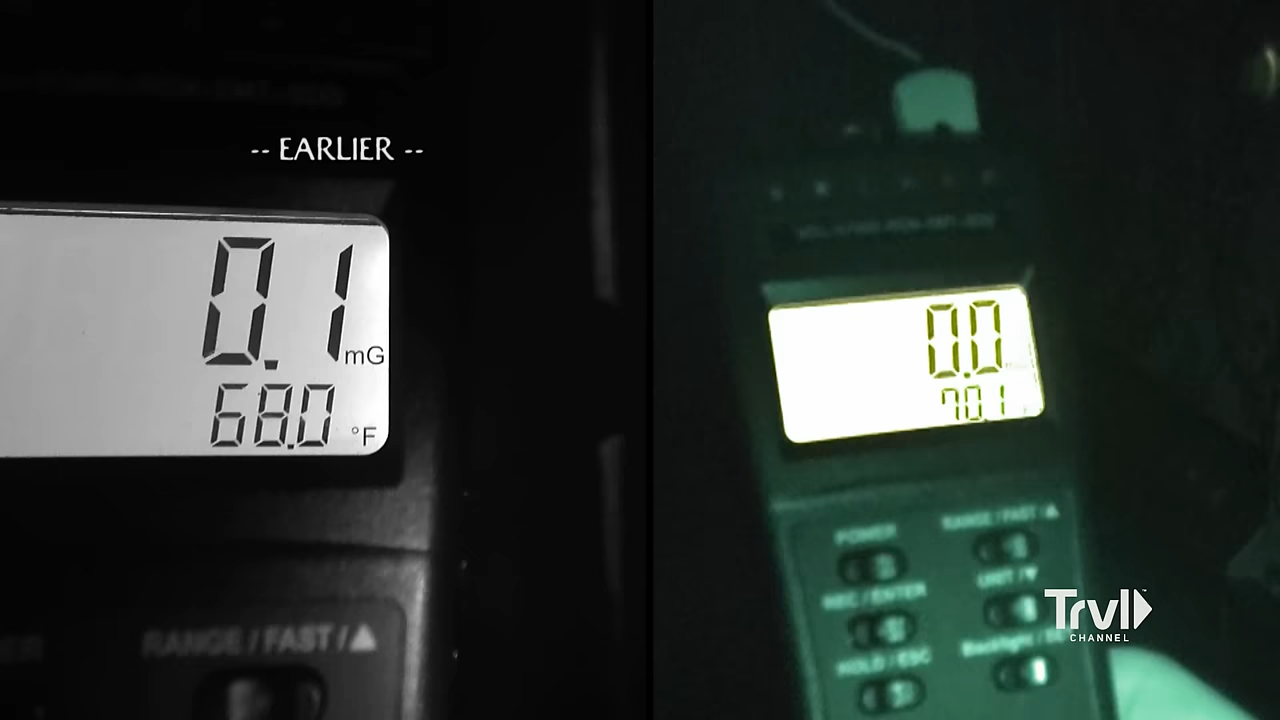 -- EARLIER --
0.1 mG
68.0 °F
RANGE / FAST / ▲
0.0
70.1
POWER
RANGE / FAST / ▲
UNIT / ▼
REC / ENTER
HOLD / ESC
Backlight /
Trvl
CHANNEL